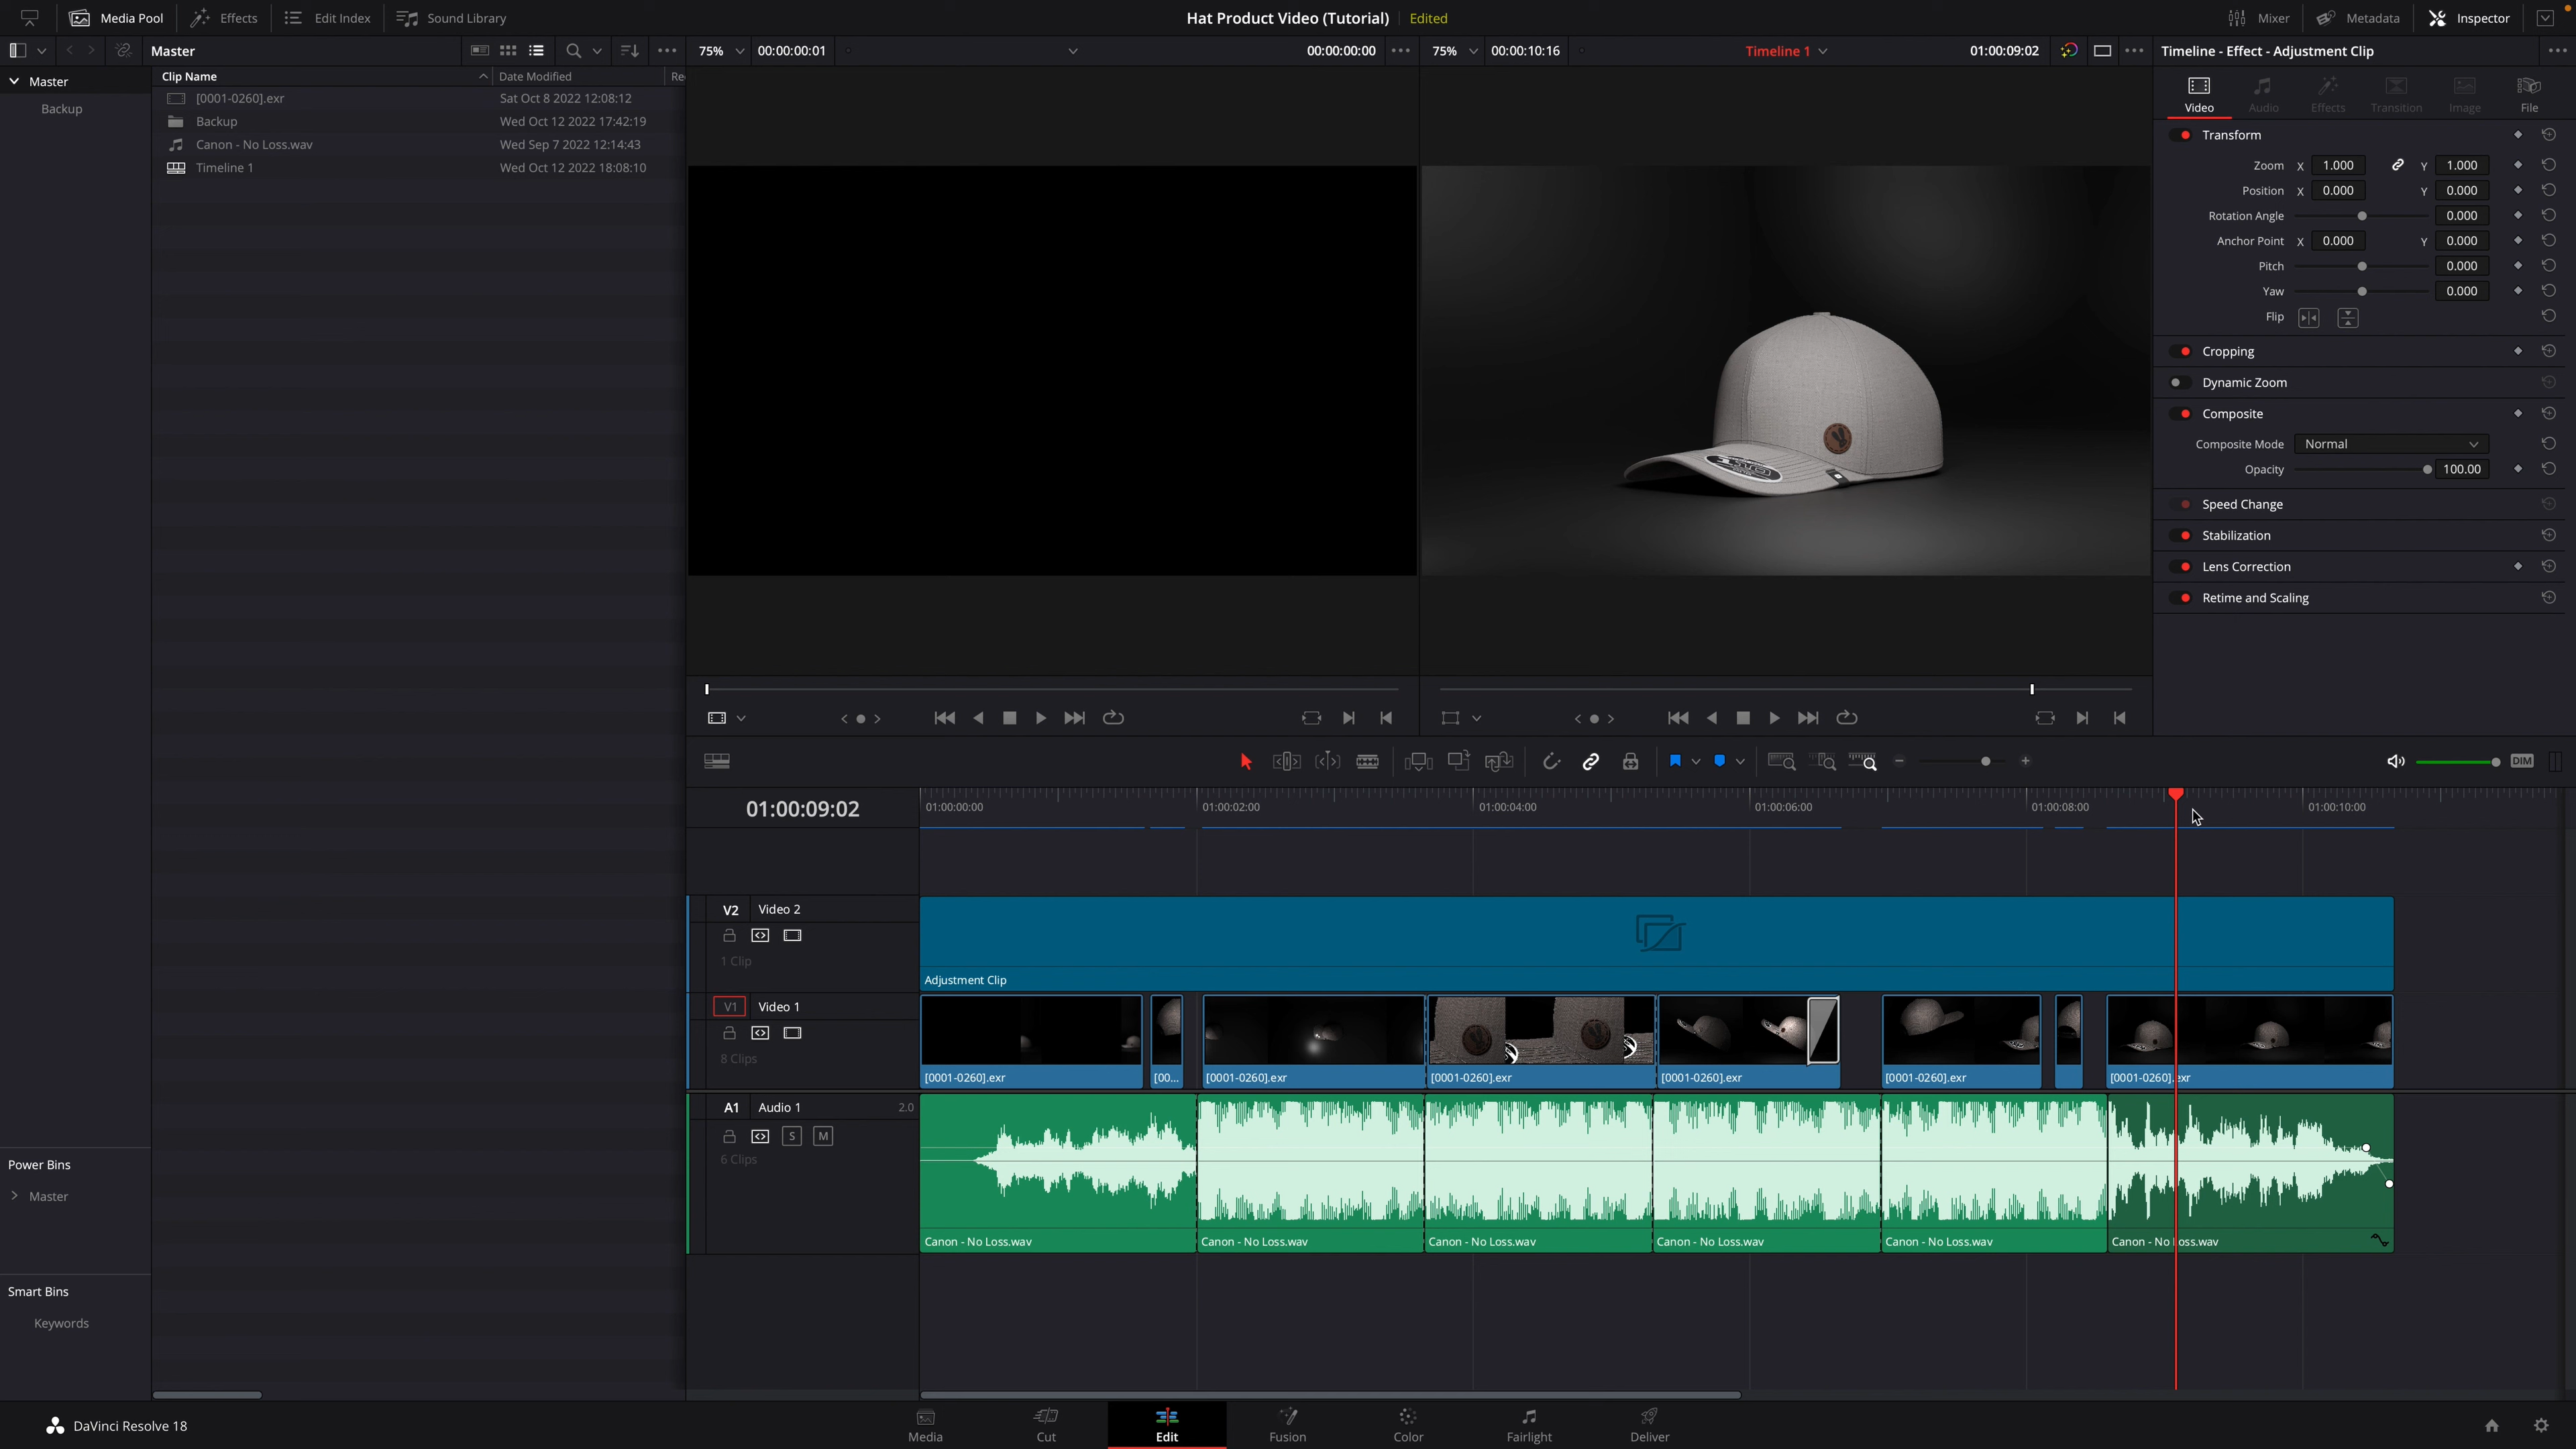 Media Pool Effects Edit Index Sound Library Hat Product Video (Tutorial) Edited Mixer Metadata Inspector
Master 75% 00:00:00:01 00:00:00:00 75% 00:00:10:16 Timeline 1 01:00:09:02 Timeline - Effect - Adjustment Clip
Master
Backup
Clip Name Date Modified Re
[0001-0260].exr Sat Oct 8 2022 12:08:12
Backup Wed Oct 12 2022 17:42:19
Canon - No Loss.wav Wed Sep 7 2022 12:14:43
Timeline 1 Wed Oct 12 2022 18:08:10
Video Audio Effects Transition Image File
Transform
Zoom X 1.000 Y 1.000
Position X 0.000 Y 0.000
Rotation Angle 0.000
Anchor Point X 0.000 Y 0.000
Pitch 0.000
Yaw 0.000
Flip
Cropping
Dynamic Zoom
Composite
Composite Mode Normal
Opacity 100.00
Speed Change
Stabilization
Lens Correction
Retime and Scaling
DIM
01:00:09:02
01:00:00:00 01:00:02:00 01:00:04:00 01:00:06:00 01:00:08:00 01:00:10:00
V2 Video 2
1 Clip
Adjustment Clip
V1 Video 1
8 Clips
[0001-0260].exr [00... [0001-0260].exr [0001-0260].exr [0001-0260].exr [0001-0260].exr [0001-0260].exr
A1 Audio 1 2.0
S M
6 Clips
Canon - No Loss.wav Canon - No Loss.wav Canon - No Loss.wav Canon - No Loss.wav Canon - No Loss.wav Canon - No Loss.wav
Power Bins
Master
Smart Bins
Keywords
DaVinci Resolve 18 Media Cut Edit Fusion Color Fairlight Deliver